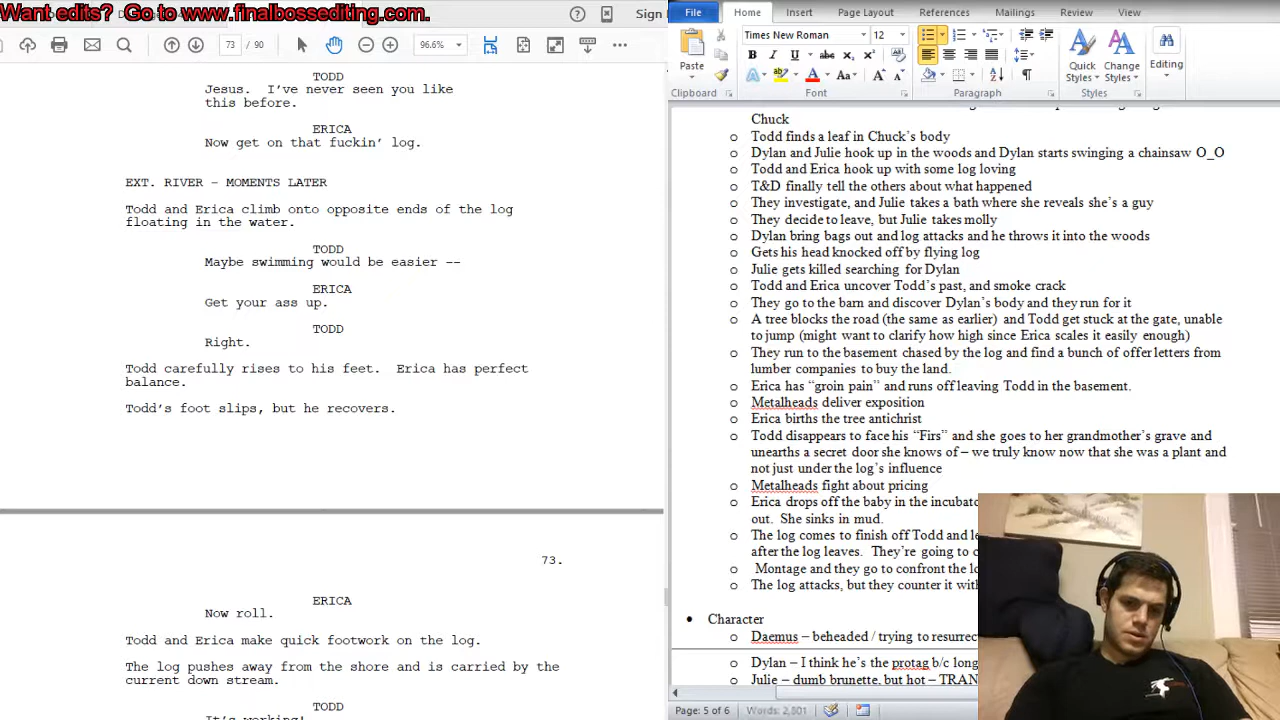 Want edits?  Go to www.finalbossediting.com.
Sign
73
96.6%
TODD
Jesus.  I've never seen you like
this before.
ERICA
Now get on that fuckin' log.
EXT. RIVER – MOMENTS LATER
Todd and Erica climb onto opposite ends of the log
floating in the water.
TODD
Maybe swimming would be easier --
ERICA
Get your ass up.
TODD
Right.
Todd carefully rises to his feet.  Erica has perfect
balance.
Todd's foot slips, but he recovers.
73.
ERICA
Now roll.
Todd and Erica make quick footwork on the log.
The log pushes away from the shore and is carried by the
current down stream.
TODD
It's working!
File Home Insert Page Layout References Mailings Review View
Times New Roman 12
Paste
B I U
Aa A A
Quick
Styles
Change
Styles
Editing
Clipboard Font Paragraph Styles
Chuck
o Todd finds a leaf in Chuck's body
o Dylan and Julie hook up in the woods and Dylan starts swinging a chainsaw O_O
o Todd and Erica hook up with some log loving
o T&D finally tell the others about what happened
o They investigate, and Julie takes a bath where she reveals she's a guy
o They decide to leave, but Julie takes molly
o Dylan bring bags out and log attacks and he throws it into the woods
o Gets his head knocked off by flying log
o Julie gets killed searching for Dylan
o Todd and Erica uncover Todd's past, and smoke crack
o They go to the barn and discover Dylan's body and they run for it
o A tree blocks the road (the same as earlier) and Todd get stuck at the gate, unable
to jump (might want to clarify how high since Erica scales it easily enough)
o They run to the basement chased by the log and find a bunch of offer letters from
lumber companies to buy the land.
o Erica has "groin pain" and runs off leaving Todd in the basement.
o Metalheads deliver exposition
o Erica births the tree antichrist
o Todd disappears to face his "Firs" and she goes to her grandmother's grave and
unearths a secret door she knows of – we truly know now that she was a plant and
not just under the log's influence
o Metalheads fight about pricing
o Erica drops off the baby in the incubato
out.  She sinks in mud.
o The log comes to finish off Todd and le
after the log leaves.  They're going to c
o Montage and they go to confront the lo
o The log attacks, but they counter it with
• Character
o Daemus – beheaded / trying to resurrect
o Dylan – I think he's the protag b/c long
o Julie – dumb brunette, but hot – TRAN
Page: 5 of 6 Words: 2,801